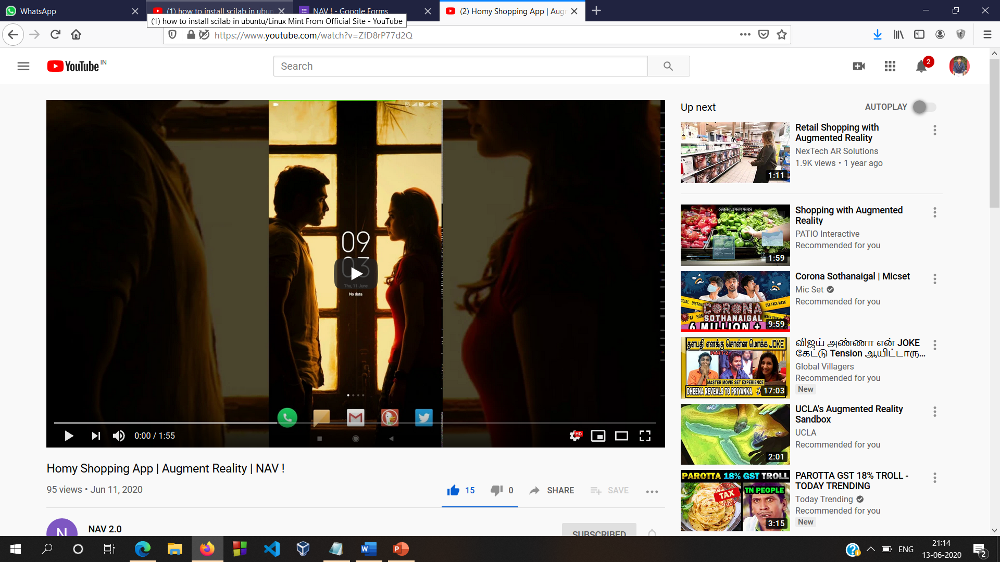 WhatsApp
(1) how to install scilab in ubun
NAV ! - Google Forms
(2) Homy Shopping App | Aug
(1) how to install scilab in ubuntu/Linux Mint From Official Site - YouTube
https://www.youtube.com/watch?v=ZfD8rP77d2Q
YouTube IN
Search
2
Up next
AUTOPLAY
Retail Shopping with
Augmented Reality
NexTech AR Solutions
1.9K views • 1 year ago
1:11
GREEN PEPPERS
Shopping with Augmented
Reality
PATIO Interactive
Recommended for you
1:59
09
03
Thu, 11 June
No data
Corona Sothanaigal | Micset
Mic Set
Recommended for you
USE FACE MASK
CORONA
SOTHANAIGAL
6 MILLION +
9:59
தளபதி எனக்கு சொன்ன மொக்க JOKE
PART-2
MASTER MOVIE SET EXPERIENCE
DHEENA REVEALS TO PRIYANKA
17:03
விஜய் அண்ணா என் JOKE
கேட்டு Tension ஆயிட்டாரு...
Global Villagers
Recommended for you
New
UCLA's Augmented Reality
Sandbox
UCLA
Recommended for you
2:01
0:00 / 1:55
HD
Homy Shopping App | Augment Reality | NAV !
95 views • Jun 11, 2020
15
0
SHARE
SAVE
PAROTTA 18% GST TROLL
TAX
TN PEOPLE
3:15
PAROTTA GST 18% TROLL -
TODAY TRENDING
Today Trending
Recommended for you
New
N
NAV 2.0
SUBSCRIBED
ENG
21:14
13-06-2020
2